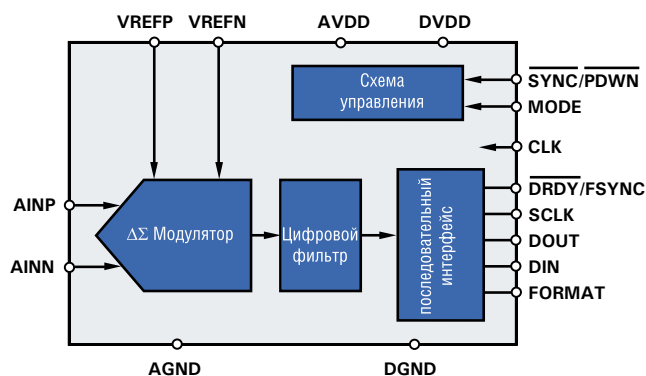 VREFP VREFN AVDD DVDD
Схема
управления
SYNC/PDWN
MODE
CLK
DRDY/FSYNC
SCLK
DOUT
DIN
FORMAT
AINP
AINN
ΔΣ Модулятор
Цифровой
фильтр
последовательный
интерфейс
AGND DGND